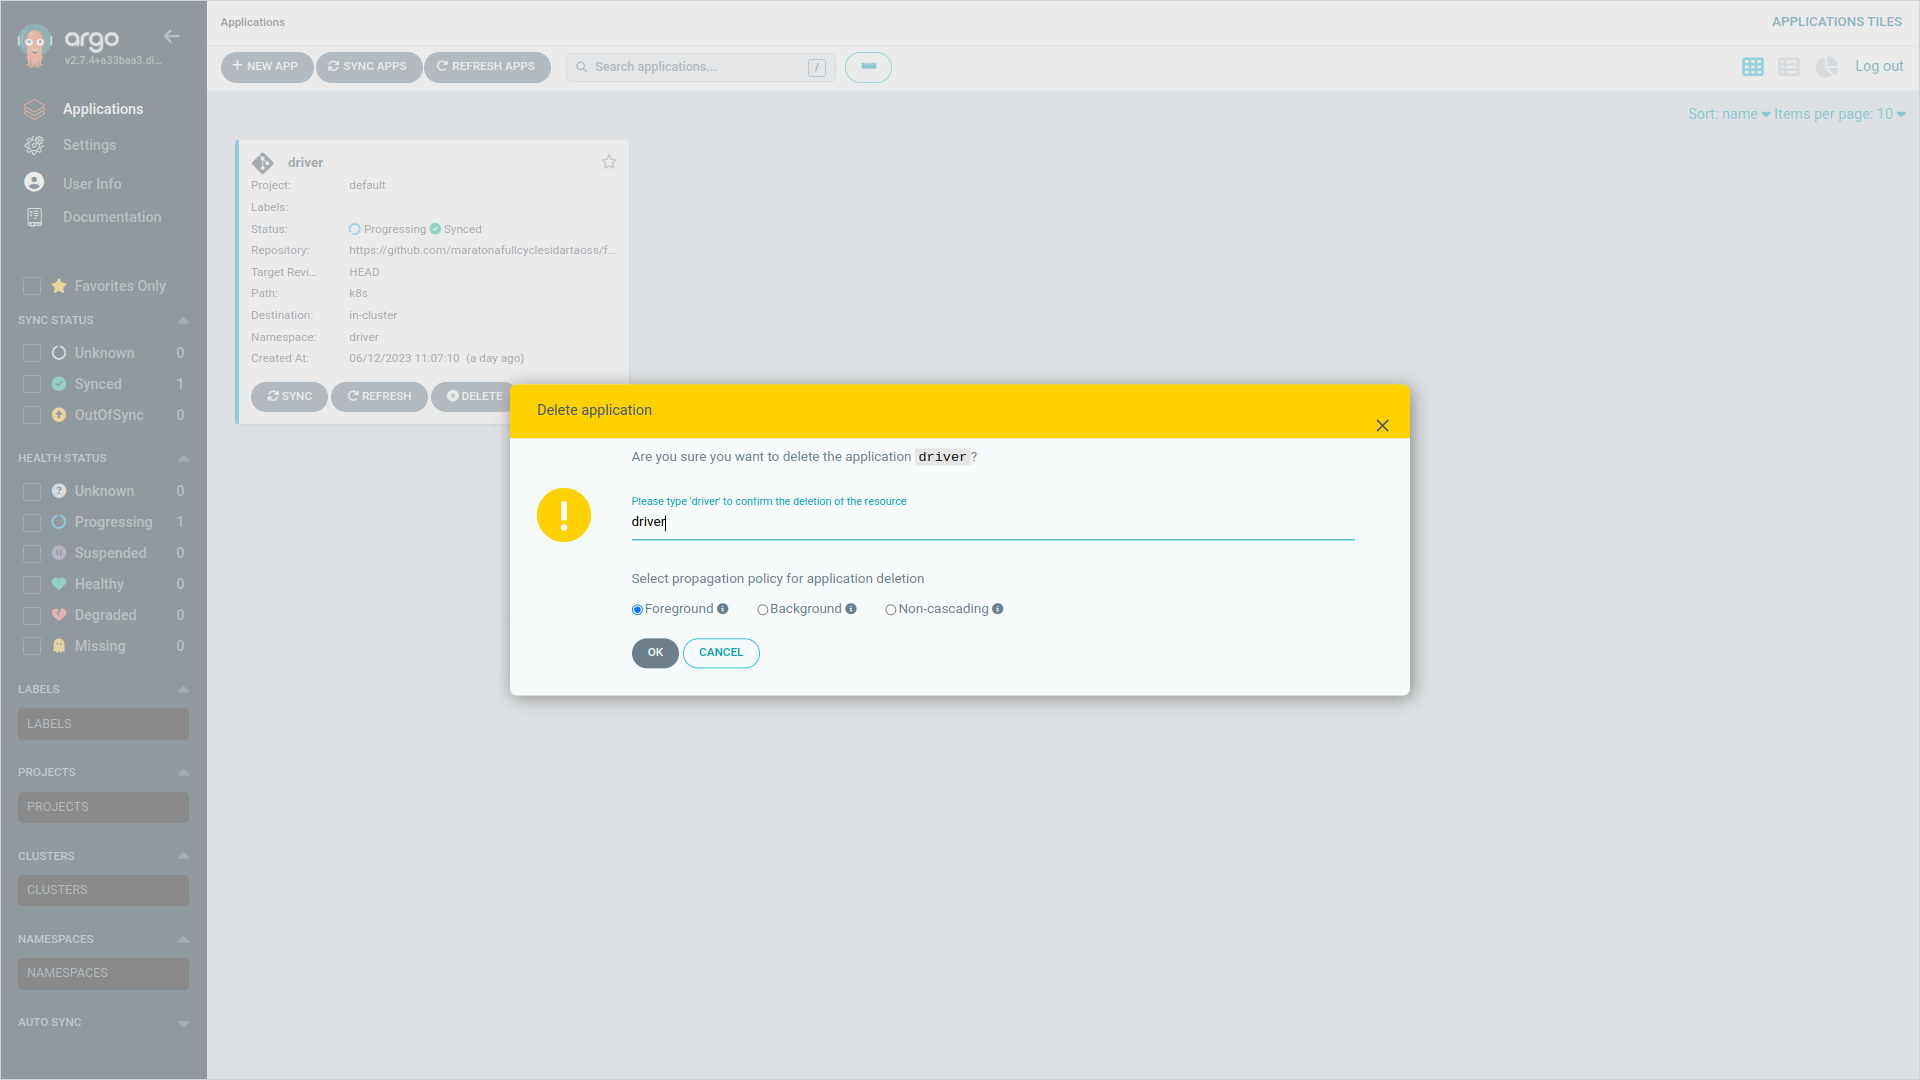 argo
v2.7.4+a33baa3.di...
Applications
Settings
User Info
Documentation
Favorites Only
SYNC STATUS
Unknown 0
Synced 1
OutOfSync 0
HEALTH STATUS
Unknown 0
Progressing 1
Suspended 0
Healthy 0
Degraded 0
Missing 0
LABELS
LABELS
PROJECTS
PROJECTS
CLUSTERS
CLUSTERS
NAMESPACES
NAMESPACES
AUTO SYNC
Applications
APPLICATIONS TILES
+ NEW APP SYNC APPS REFRESH APPS Search applications... / Log out
Sort: name Items per page: 10
driver
Project: default
Labels:
Status: Progressing Synced
Repository: https://github.com/maratonafullcyclesidartaoss/f...
Target Revi... HEAD
Path: k8s
Destination: in-cluster
Namespace: driver
Created At: 06/12/2023 11:07:10 (a day ago)
SYNC REFRESH DELETE
Delete application
Are you sure you want to delete the application driver?
Please type 'driver' to confirm the deletion of the resource
driver
Select propagation policy for application deletion
Foreground Background Non-cascading
OK CANCEL